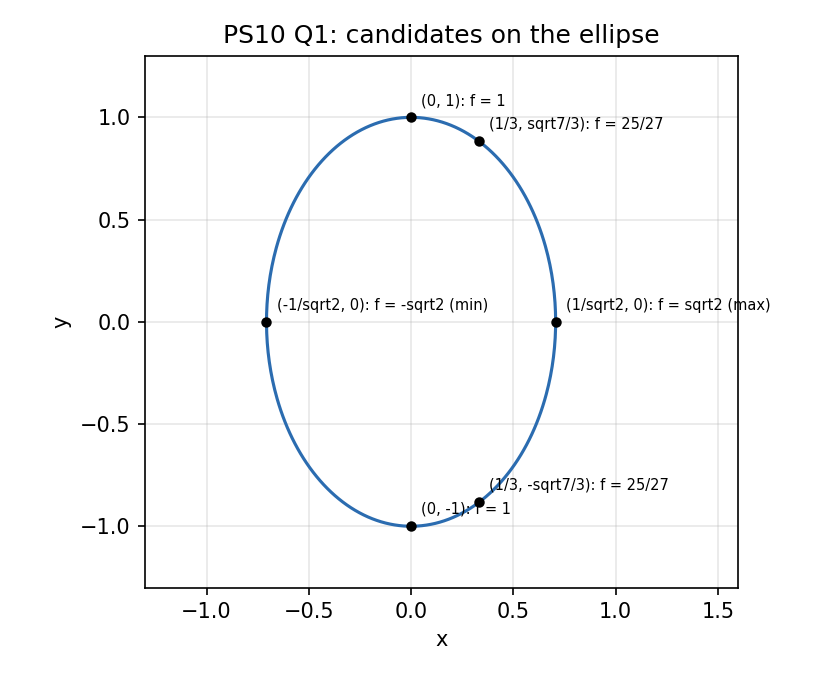 PS10 Q1: candidates on the ellipse
(0, 1): f = 1
(1/3, sqrt7/3): f = 25/27
(-1/sqrt2, 0): f = -sqrt2 (min)
(1/sqrt2, 0): f = sqrt2 (max)
(1/3, -sqrt7/3): f = 25/27
(0, -1): f = 1
1.0
0.5
0.0
−0.5
−1.0
y
−1.0
−0.5
0.0
0.5
1.0
1.5
x